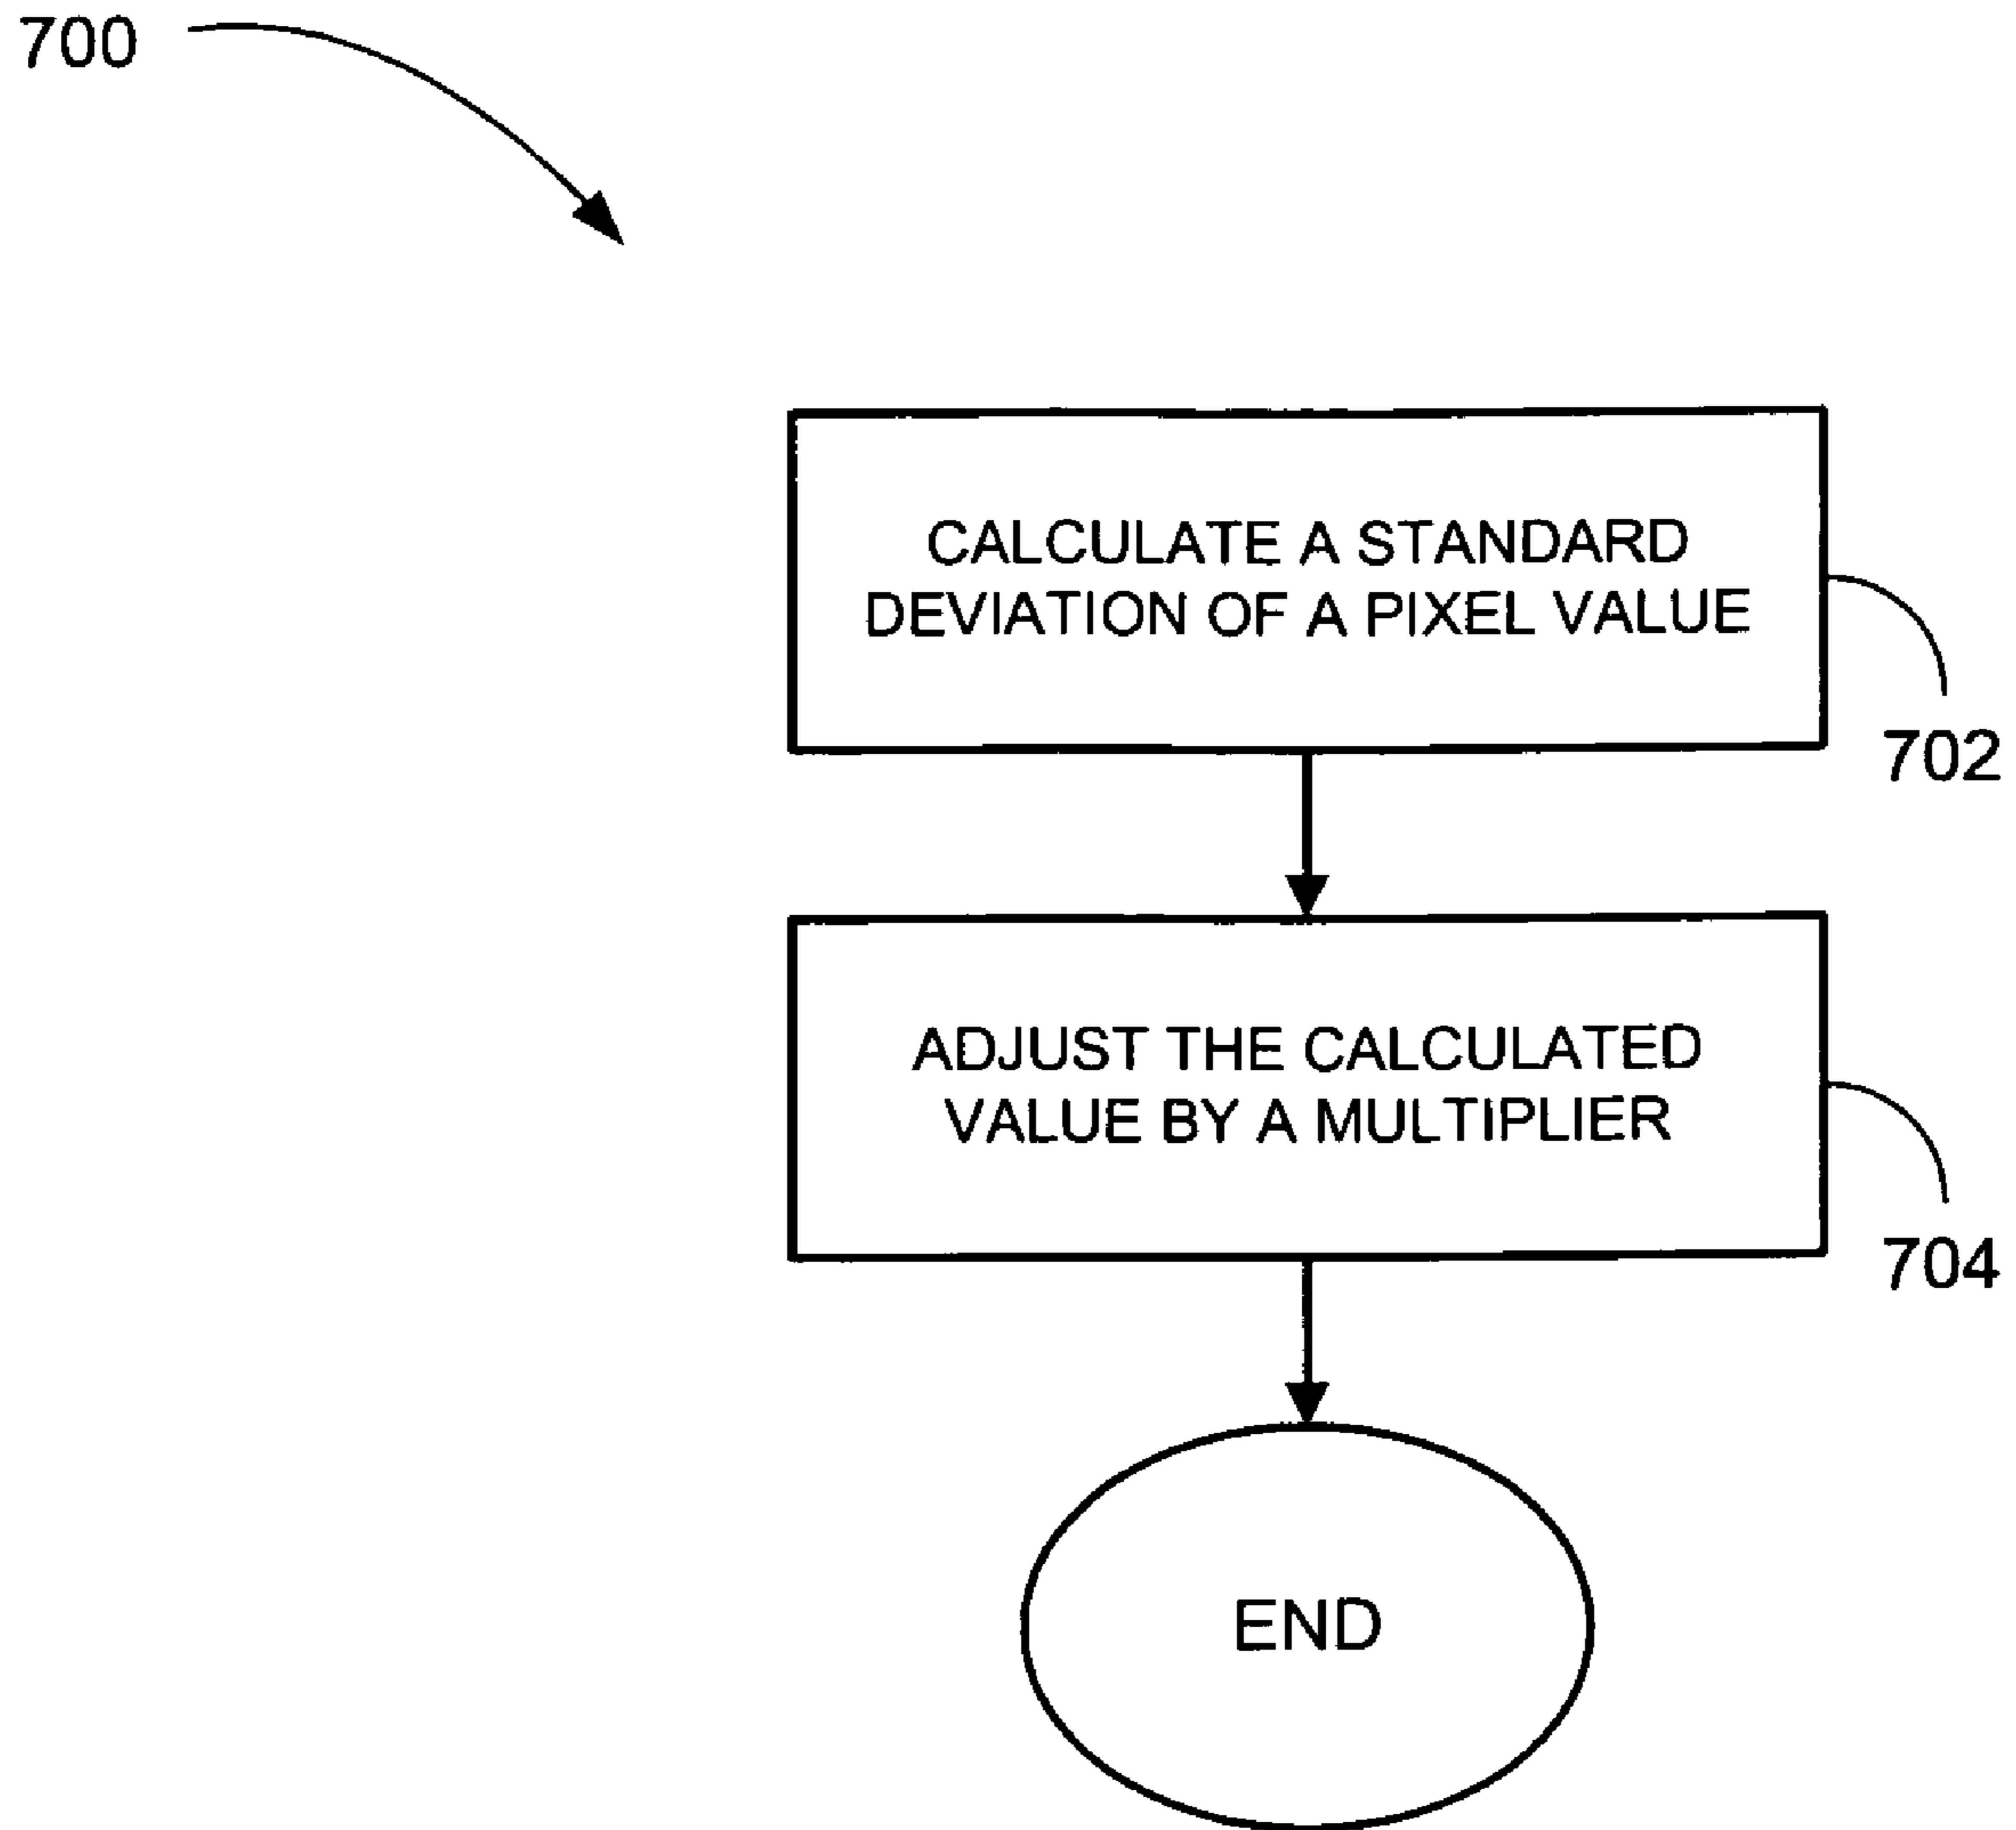 700
CALCULATE A STANDARD
DEVIATION OF A PIXEL VALUE
702
ADJUST THE CALCULATED
VALUE BY A MULTIPLIER
704
END